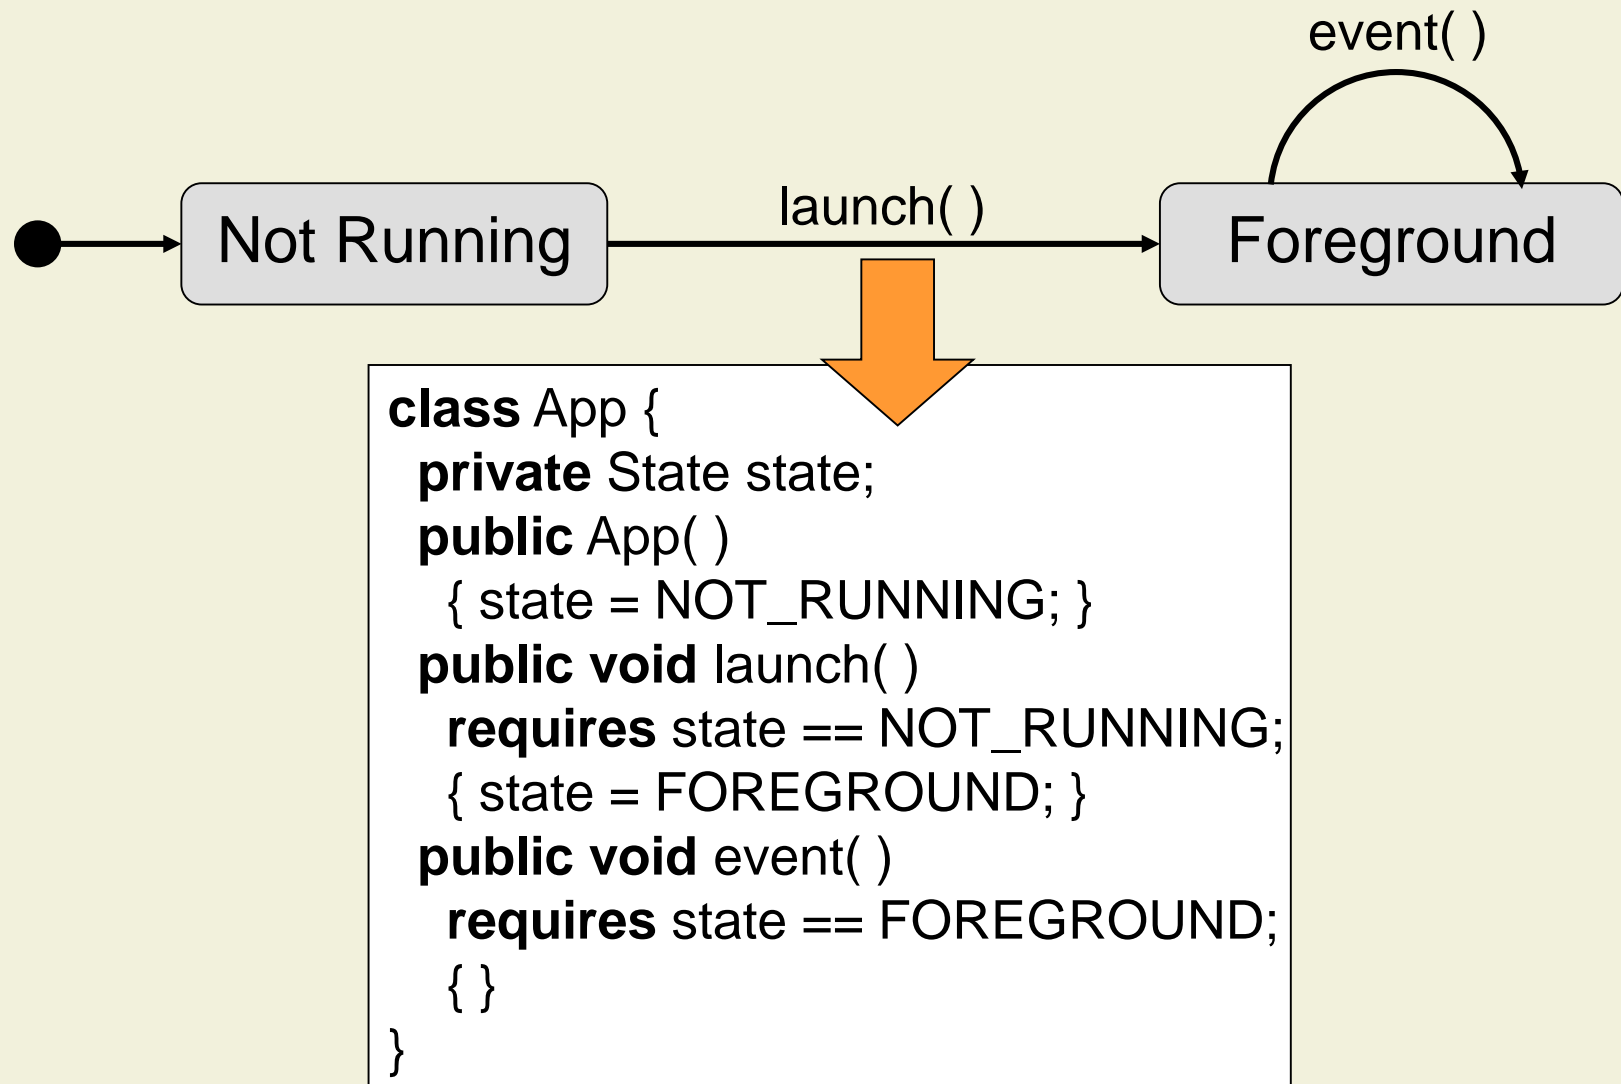 event( )
launch( )
Not Running
Foreground
class App {
private State state;
public App( )
{ state = NOT_RUNNING; }
public void launch( )
requires state == NOT_RUNNING;
{ state = FOREGROUND; }
public void event( )
requires state == FOREGROUND;
{ }
}